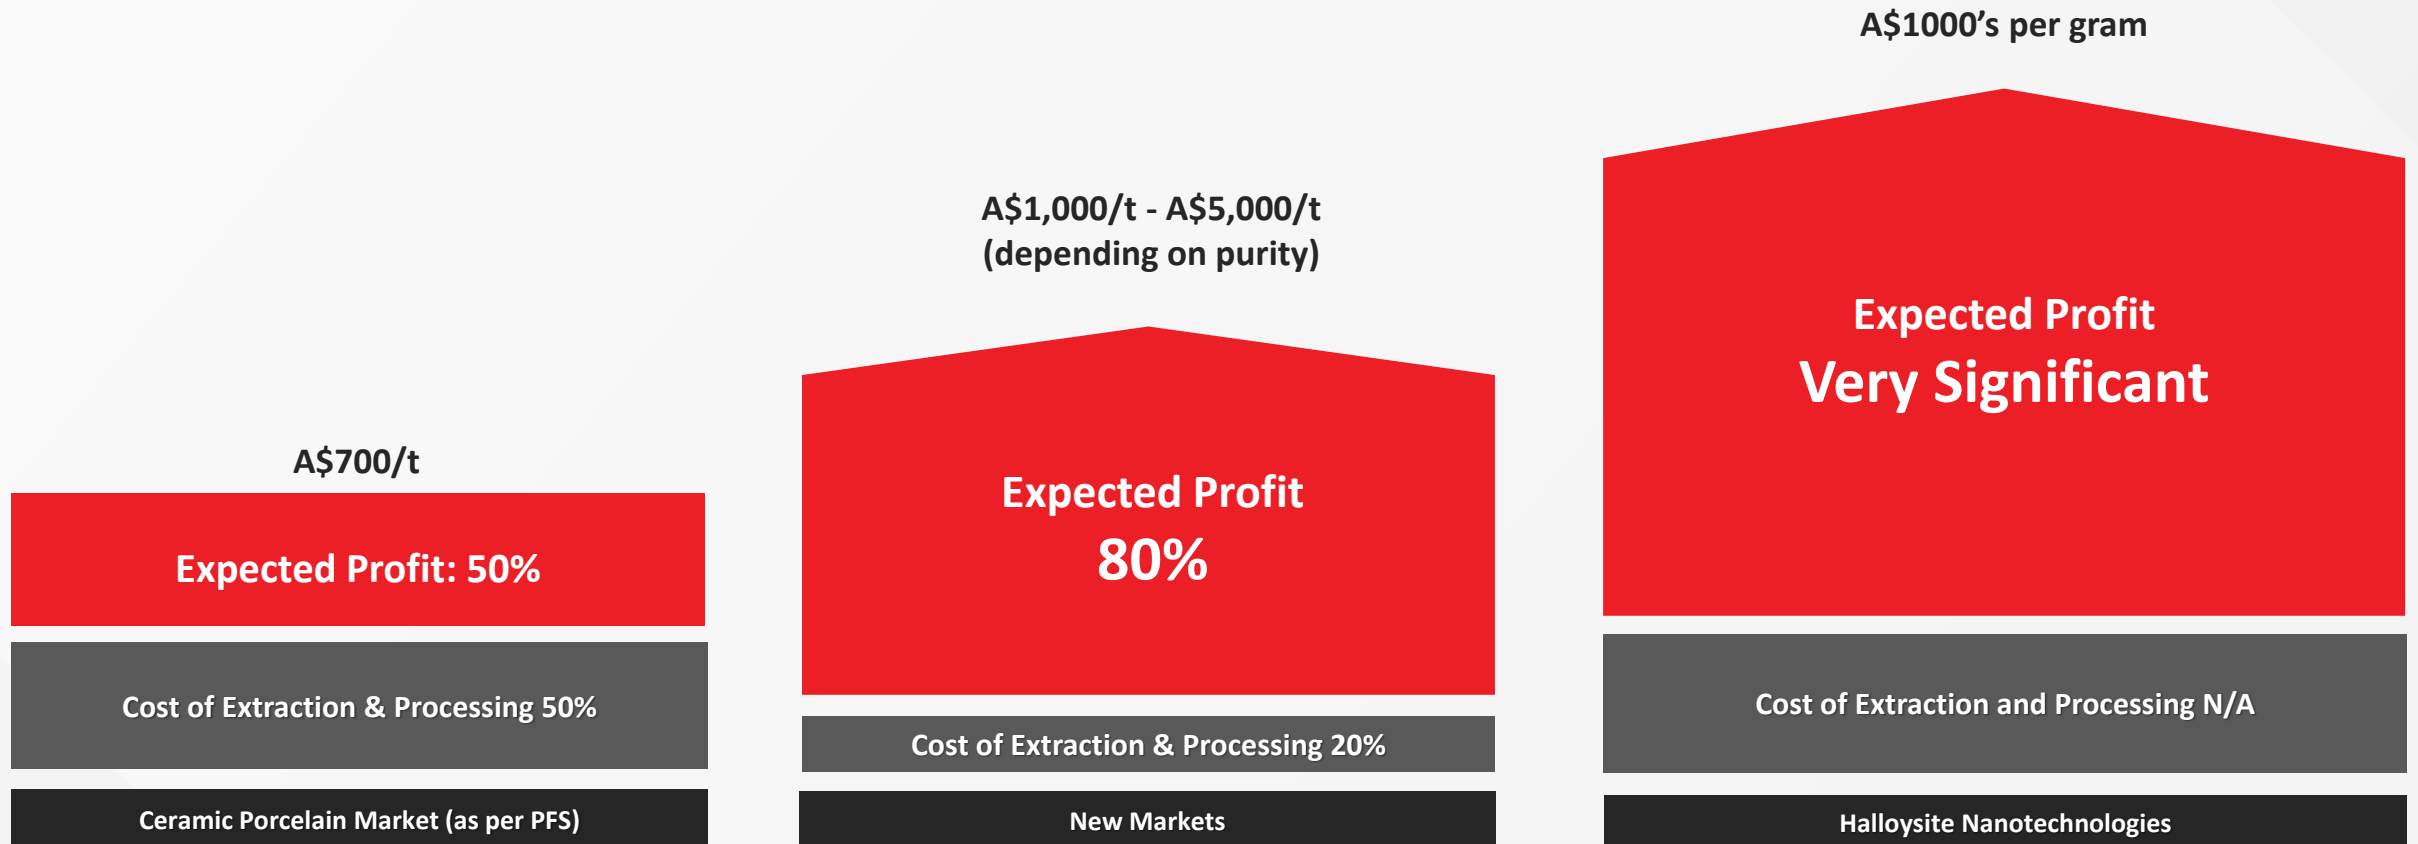 A$700/t
Expected Profit: 50%
Cost of Extraction & Processing 50%
Ceramic Porcelain Market (as per PFS)
A$1,000/t - A$5,000/t
(depending on purity)
Expected Profit
80%
Cost of Extraction & Processing 20%
New Markets
A$1000’s per gram
Expected Profit
Very Significant
Cost of Extraction and Processing N/A
Halloysite Nanotechnologies